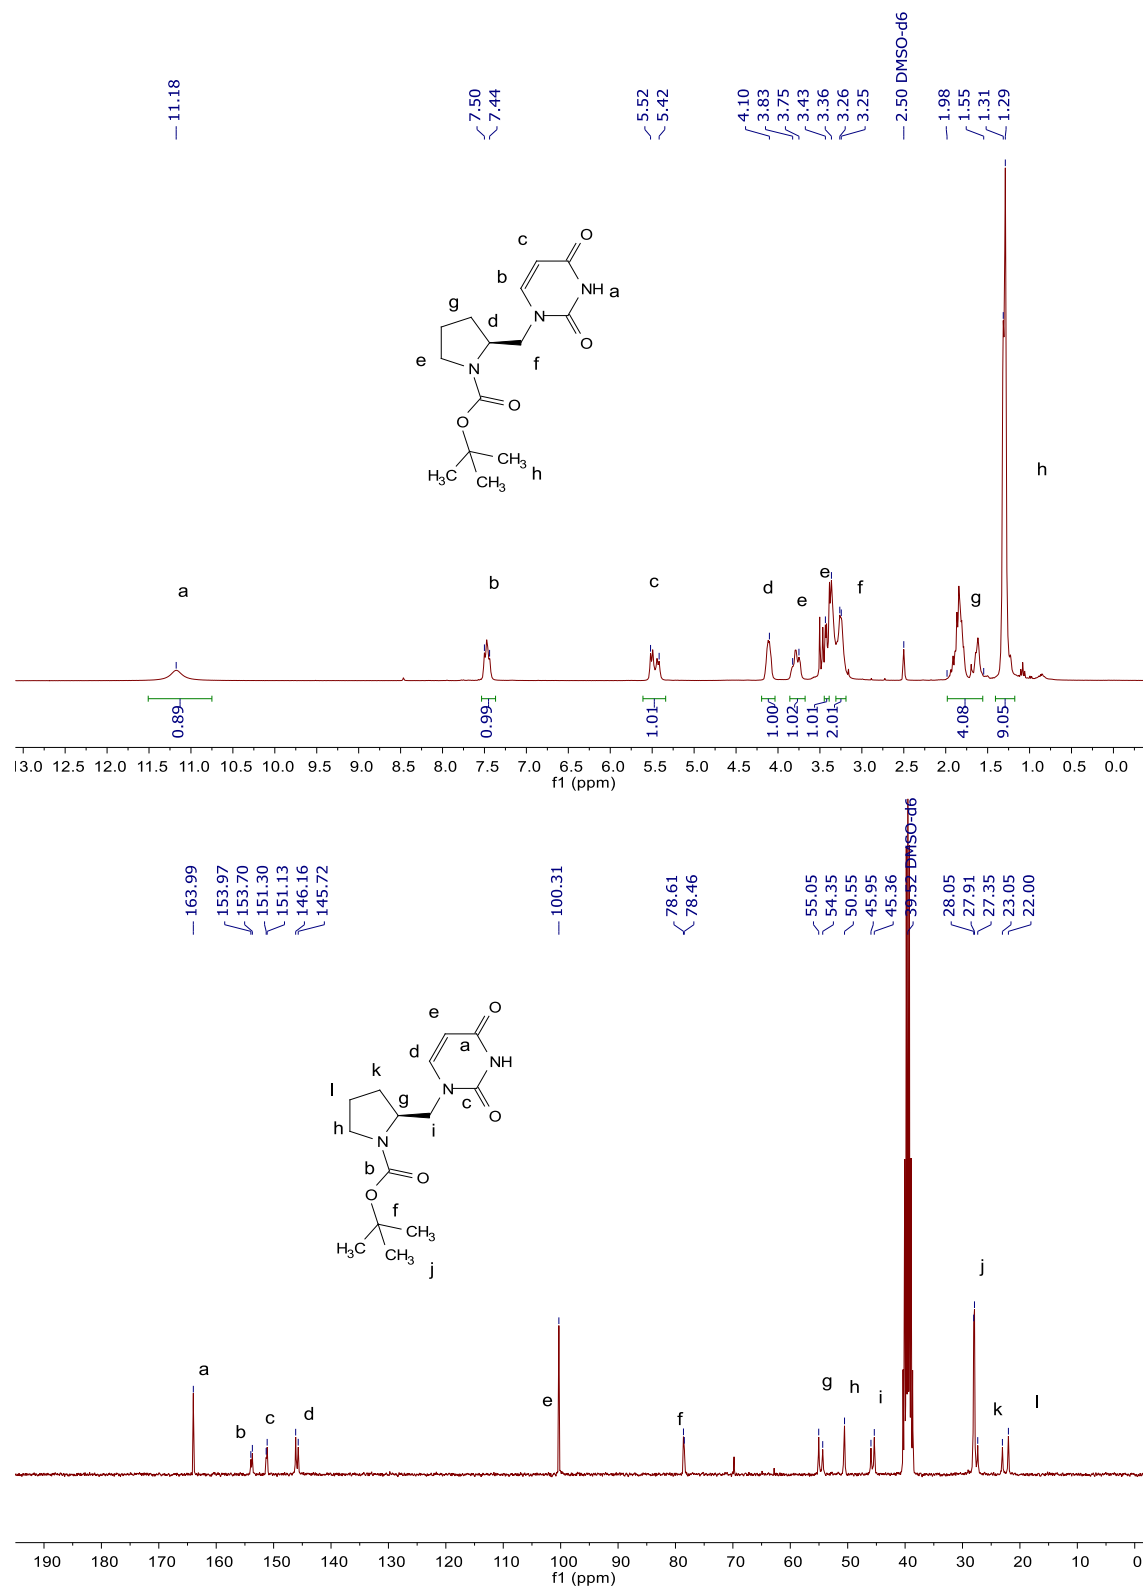 11.18
7.50
7.44
5.52
5.42
4.10
3.83
3.75
3.43
3.36
3.26
3.25
2.50 DMSO-d6
1.98
1.55
1.31
1.29
c
O
b
NH a
g
d
N
O
e
N
f
O
O
CH₃ h
H₃C
CH₃
h
a
b
c
d
e
e
f
g
0.89
0.99
1.01
1.00
1.02
1.01
2.01
4.08
9.05
13.0 12.5 12.0 11.5 11.0 10.5 10.0 9.5 9.0 8.5 8.0 7.5 7.0 6.5 6.0 5.5 5.0 4.5 4.0 3.5 3.0 2.5 2.0 1.5 1.0 0.5 0.0
f1 (ppm)
163.99
153.97
153.70
151.30
151.13
146.16
145.72
100.31
78.61
78.46
55.05
54.35
50.55
45.95
45.36
39.52 DMSO-d6
28.05
27.91
27.35
23.05
22.00
e
O
a
d
NH
k
l
N
g
c
O
i
h
N
b
O
O
f
CH₃
H₃C
CH₃
j
j
a
b
c
d
e
f
g
h
i
k
l
190 180 170 160 150 140 130 120 110 100 90 80 70 60 50 40 30 20 10 0
f1 (ppm)